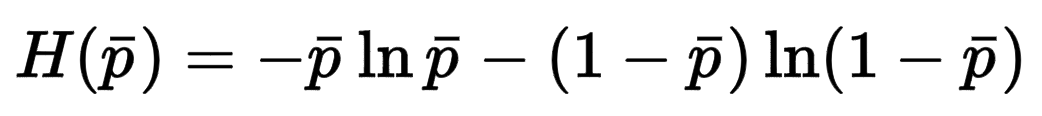 H(p̄) = −p̄ ln p̄ − (1 − p̄) ln(1 − p̄)